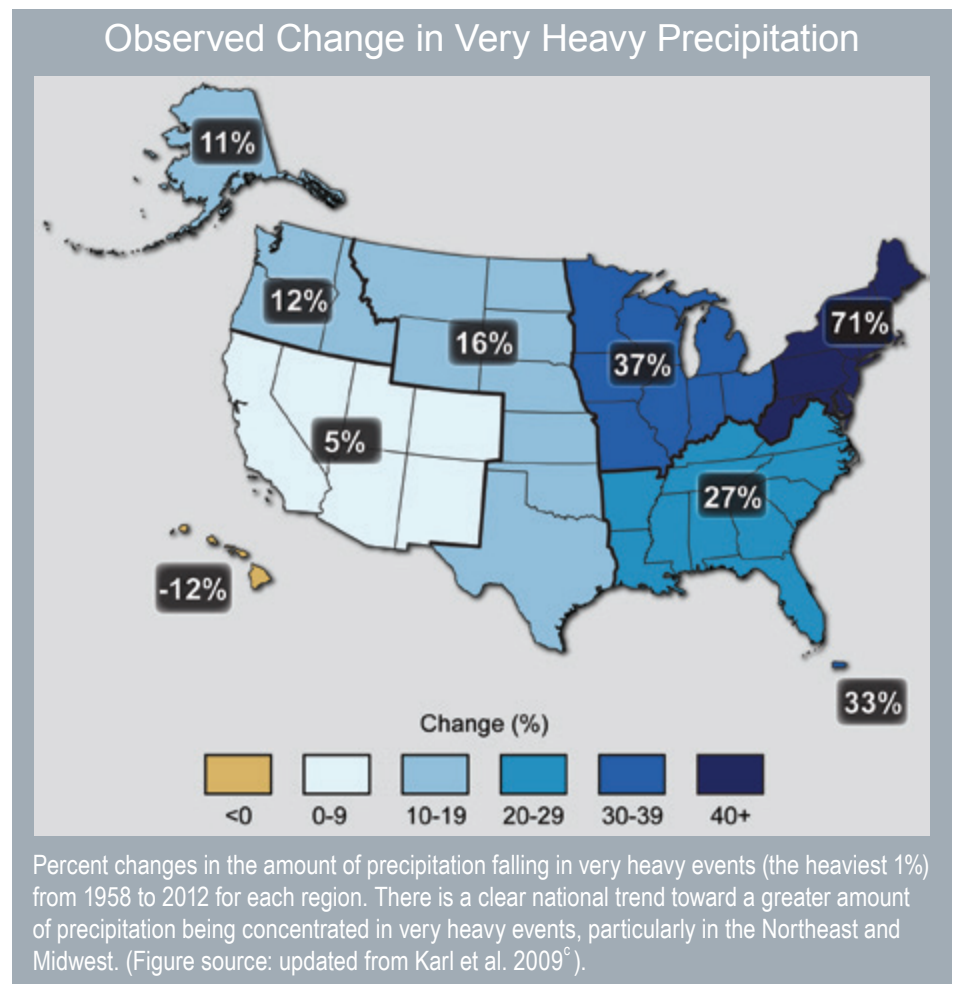 Observed Change in Very Heavy Precipitation
11%
12%
16%
37%
71%
5%
27%
-12%
33%
Change (%)
<0 0-9 10-19 20-29 30-39 40+
Percent changes in the amount of precipitation falling in very heavy events (the heaviest 1%)
from 1958 to 2012 for each region. There is a clear national trend toward a greater amount
of precipitation being concentrated in very heavy events, particularly in the Northeast and
Midwest. (Figure source: updated from Karl et al. 2009ᶜ).